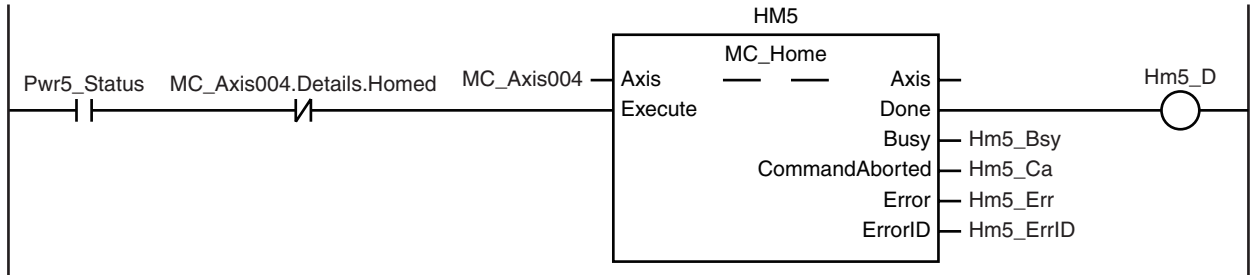 HM5
MC_Home
Pwr5_Status MC_Axis004.Details.Homed MC_Axis004 Axis Axis Hm5_D
Execute Done
Busy Hm5_Bsy
CommandAborted Hm5_Ca
Error Hm5_Err
ErrorID Hm5_ErrID